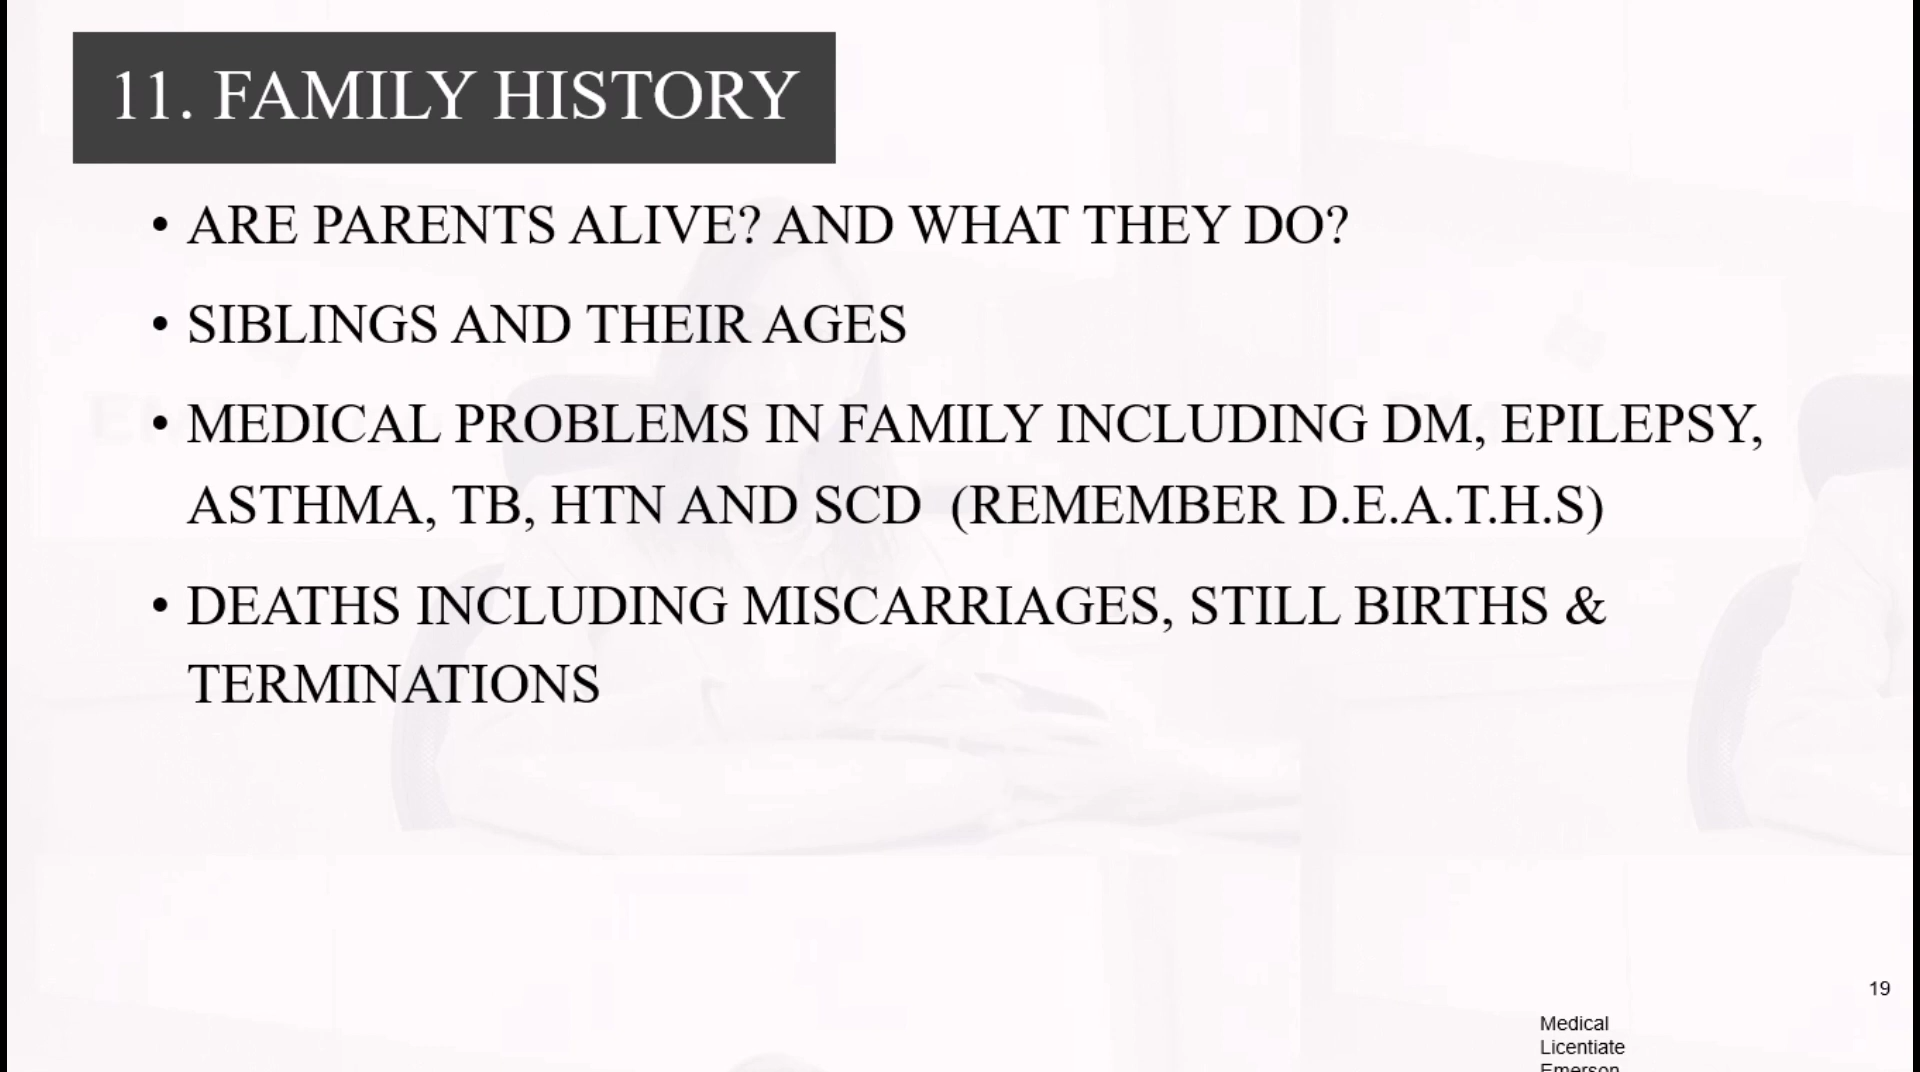 11. FAMILY HISTORY
• ARE PARENTS ALIVE? AND WHAT THEY DO?
• SIBLINGS AND THEIR AGES
• MEDICAL PROBLEMS IN FAMILY INCLUDING DM, EPILEPSY,
ASTHMA, TB, HTN AND SCD (REMEMBER D.E.A.T.H.S)
• DEATHS INCLUDING MISCARRIAGES, STILL BIRTHS &
TERMINATIONS
19
Medical
Licentiate
Emerson